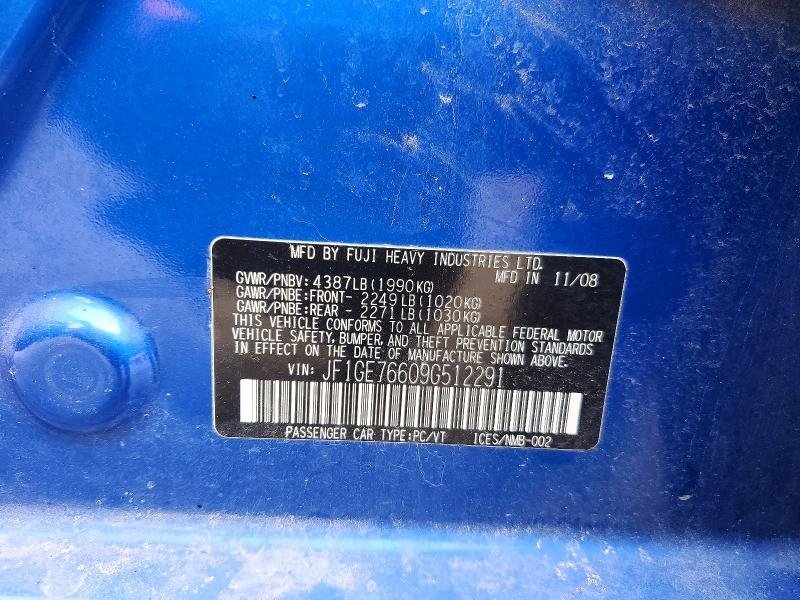 MFD BY FUJI HEAVY INDUSTRIES LTD.
GVWR/PNBV: 4387LB(1990KG) MFD IN 11/08
GAWR/PNBE:FRONT- 2249LB(1020KG)
GAWR/PNBE:REAR - 2271LB(1030KG)
THIS VEHICLE CONFORMS TO ALL APPLICABLE FEDERAL MOTOR
VEHICLE SAFETY, BUMPER, AND THEFT PREVENTION STANDARDS
IN EFFECT ON THE DATE OF MANUFACTURE SHOWN ABOVE.
VIN: JF1GE76609G512291
PASSENGER CAR TYPE:PC/VT ICES/NMB-002